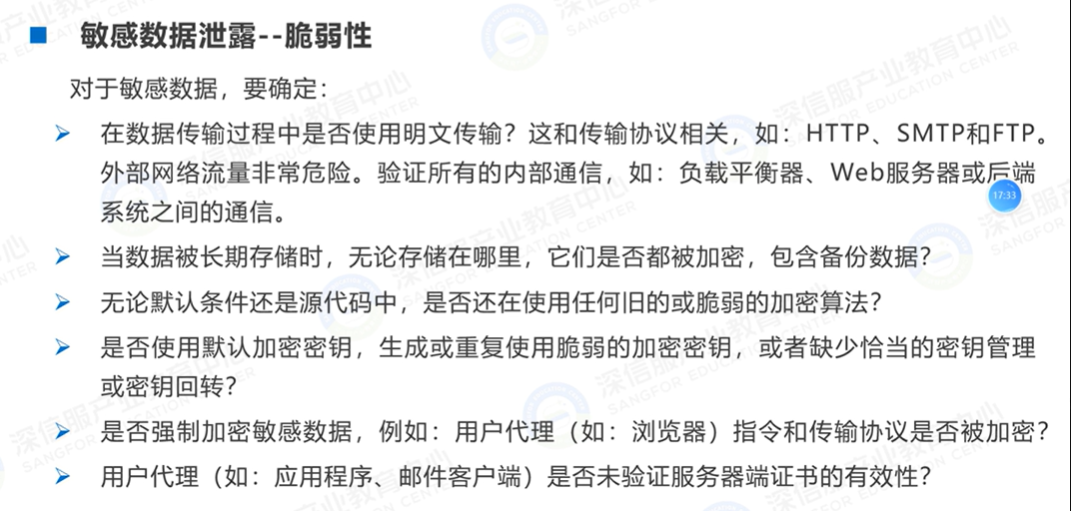 敏感数据泄露--脆弱性
对于敏感数据，要确定：
在数据传输过程中是否使用明文传输？这和传输协议相关，如：HTTP、SMTP和FTP。
外部网络流量非常危险。验证所有的内部通信，如：负载平衡器、Web服务器或后端
系统之间的通信。
17:33
当数据被长期存储时，无论存储在哪里，它们是否都被加密，包含备份数据？
无论默认条件还是源代码中，是否还在使用任何旧的或脆弱的加密算法？
是否使用默认加密密钥，生成或重复使用脆弱的加密密钥，或者缺少恰当的密钥管理
或密钥回转？
是否强制加密敏感数据，例如：用户代理（如：浏览器）指令和传输协议是否被加密？
用户代理（如：应用程序、邮件客户端）是否未验证服务器端证书的有效性？
深信服产业教育中心
SANGFOR EDUCATION CENTER